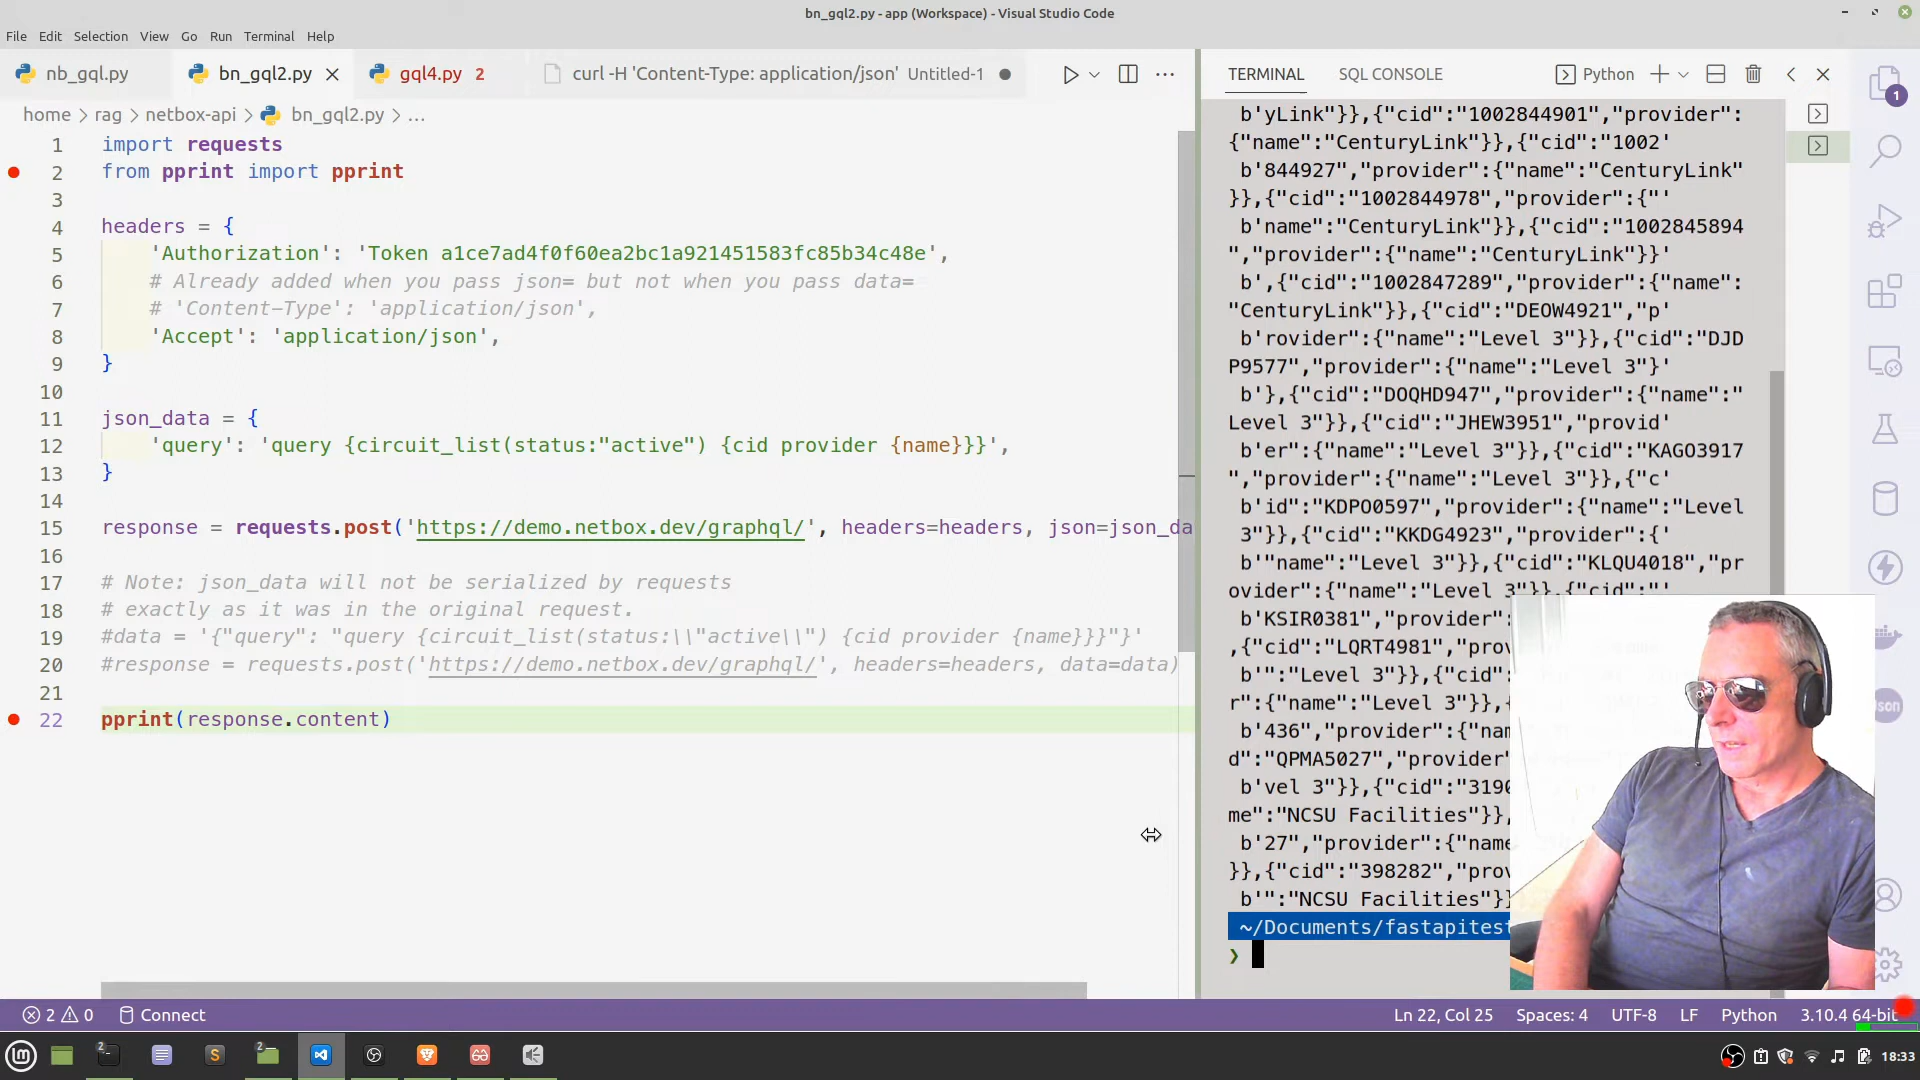 bn_gql2.py - app (Workspace) - Visual Studio Code
File Edit Selection View Go Run Terminal Help
nb_gql.py bn_gql2.py gql4.py 2 curl -H 'Content-Type: application/json' Untitled-1
home > rag > netbox-api > bn_gql2.py > ...
1 import requests
2 from pprint import pprint
3
4 headers = {
5 'Authorization': 'Token a1ce7ad4f0f60ea2bc1a921451583fc85b34c48e',
6 # Already added when you pass json= but not when you pass data=
7 # 'Content-Type': 'application/json',
8 'Accept': 'application/json',
9 }
10
11 json_data = {
12 'query': 'query {circuit_list(status:"active") {cid provider {name}}}',
13 }
14
15 response = requests.post('https://demo.netbox.dev/graphql/', headers=headers, json=json_da
16
17 # Note: json_data will not be serialized by requests
18 # exactly as it was in the original request.
19 #data = '{"query": "query {circuit_list(status:\\"active\\") {cid provider {name}}}"}'
20 #response = requests.post('https://demo.netbox.dev/graphql/', headers=headers, data=data)
21
22 pprint(response.content)
TERMINAL SQL CONSOLE Python
b'yLink"}},{"cid":"1002844901","provider":
{"name":"CenturyLink"}},{"cid":"1002'
b'844927","provider":{"name":"CenturyLink"
}},{"cid":"1002844978","provider":{"'
b'name":"CenturyLink"}},{"cid":"1002845894
","provider":{"name":"CenturyLink"}}'
b',{"cid":"1002847289","provider":{"name":
"CenturyLink"}},{"cid":"DEOW4921","p'
b'rovider":{"name":"Level 3"}},{"cid":"DJD
P9577","provider":{"name":"Level 3"}'
b'},{"cid":"DOQHD947","provider":{"name":"
Level 3"}},{"cid":"JHEW3951","provid'
b'er":{"name":"Level 3"}},{"cid":"KAGO3917
","provider":{"name":"Level 3"}},{"c'
b'id":"KDPO0597","provider":{"name":"Level
3"}},{"cid":"KKDG4923","provider":{'
b'"name":"Level 3"}},{"cid":"KLQU4018","pr
ovider":{"name":"Level 3"}},{"cid":"'
b'KSIR0381","provider"
,{"cid":"LQRT4981","prov
b'":"Level 3"}},{"cid":
r":{"name":"Level 3"}},
b'436","provider":{"nam
d":"QPMA5027","provider"
b'vel 3"}},{"cid":"3190
me":"NCSU Facilities"}},
b'27","provider":{"name
}},{"cid":"398282","prov
b'":"NCSU Facilities"}}
~/Documents/fastapitest
❯
1
2 0 Connect Ln 22, Col 25 Spaces: 4 UTF-8 LF Python 3.10.4 64-bit
2 2 18:33